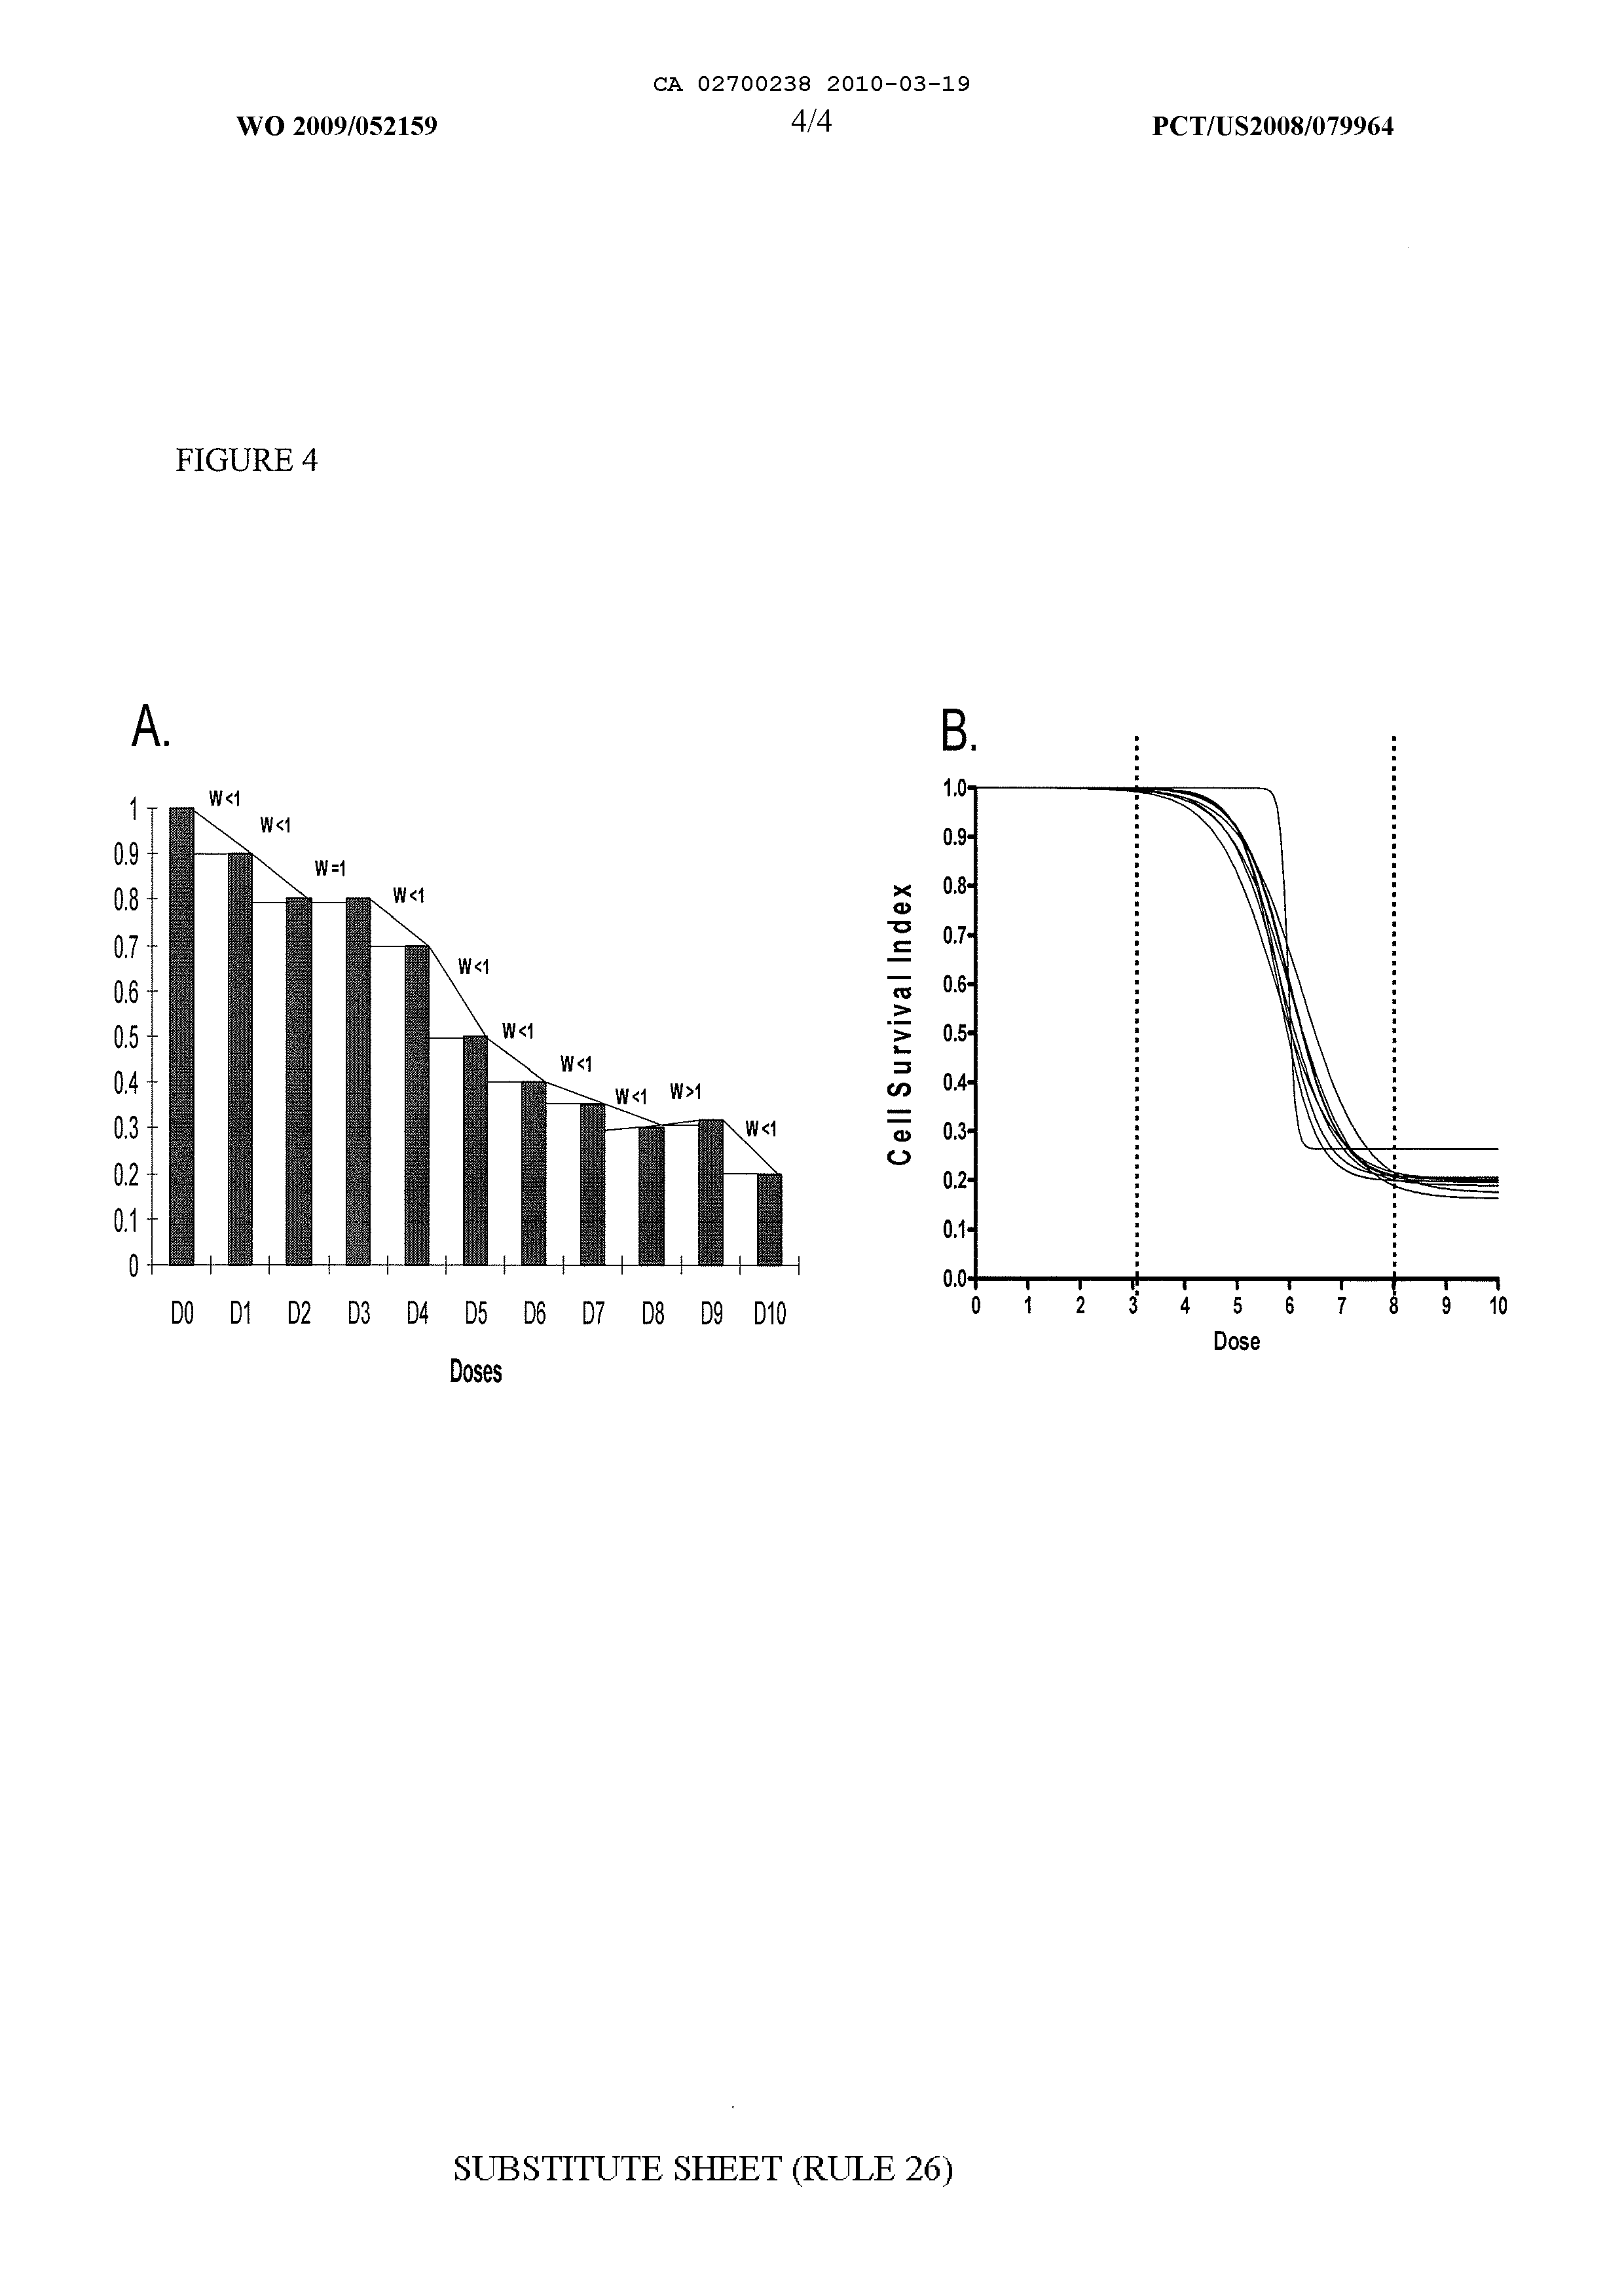 CA 02700238 2010-03-19
WO 2009/052159
4/4
PCT/US2008/079964
FIGURE 4
A.
1
0.9
0.8
0.7
0.6
0.5
0.4
0.3
0.2
0.1
0
W<1
W<1
W=1
W<1
W<1
W<1
W<1
W<1
W>1
W<1
D0 D1 D2 D3 D4 D5 D6 D7 D8 D9 D10
Doses
B.
Cell Survival Index
1.0
0.9
0.8
0.7
0.6
0.5
0.4
0.3
0.2
0.1
0.0
0 1 2 3 4 5 6 7 8 9 10
Dose
SUBSTITUTE SHEET (RULE 26)